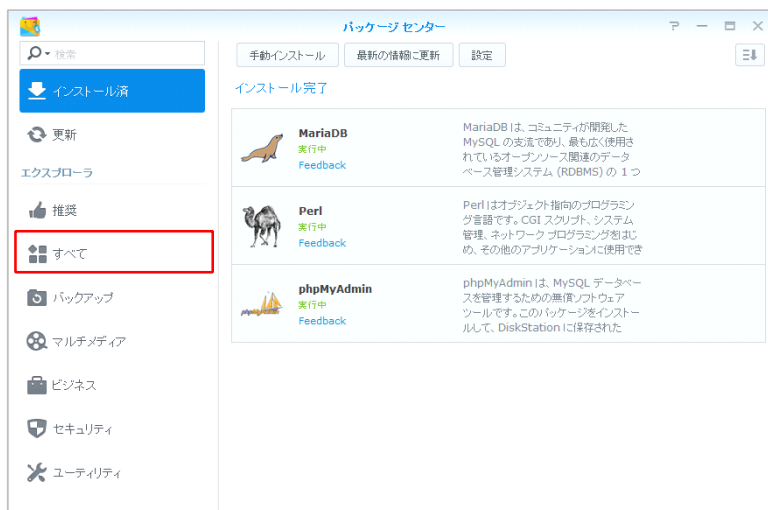 パッケージ センター
検索
インストール済
更新
エクスプローラ
推奨
すべて
バックアップ
マルチメディア
ビジネス
セキュリティ
ユーティリティ
手動インストール
最新の情報に更新
設定
インストール完了
MariaDB
実行中
Feedback
MariaDB は、コミュニティが開発した
MySQL の支流であり、最も広く使用さ
れているオープンソース関連のデータ
ベース管理システム (RDBMS) の 1 つ
Perl
実行中
Feedback
Perl はオブジェクト指向のプログラミン
グ言語です。CGI スクリプト、システム
管理、ネットワーク プログラミングをはじ
め、その他のアプリケーションに使用でき
phpMyAdmin
実行中
Feedback
phpMyAdmin は、MySQL データベー
スを管理するための無償ソフトウェア
ツールです。このパッケージをインストー
ルして、DiskStation に保存された